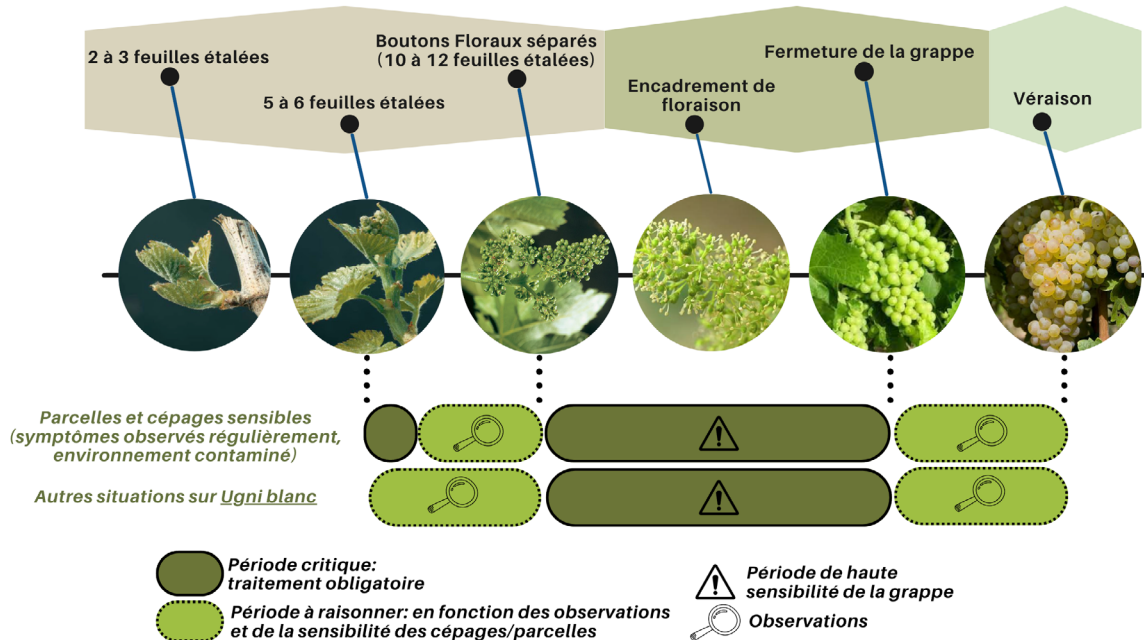 2 à 3 feuilles étalées
5 à 6 feuilles étalées
Boutons Floraux séparés
(10 à 12 feuilles étalées)
Encadrement de
floraison
Fermeture de la grappe
Véraison
Parcelles et cépages sensibles
(symptômes observés régulièrement,
environnement contaminé)
Autres situations sur Ugni blanc
Période critique:
traitement obligatoire
Période à raisonner: en fonction des observations
et de la sensibilité des cépages/parcelles
Période de haute
sensibilité de la grappe
Observations